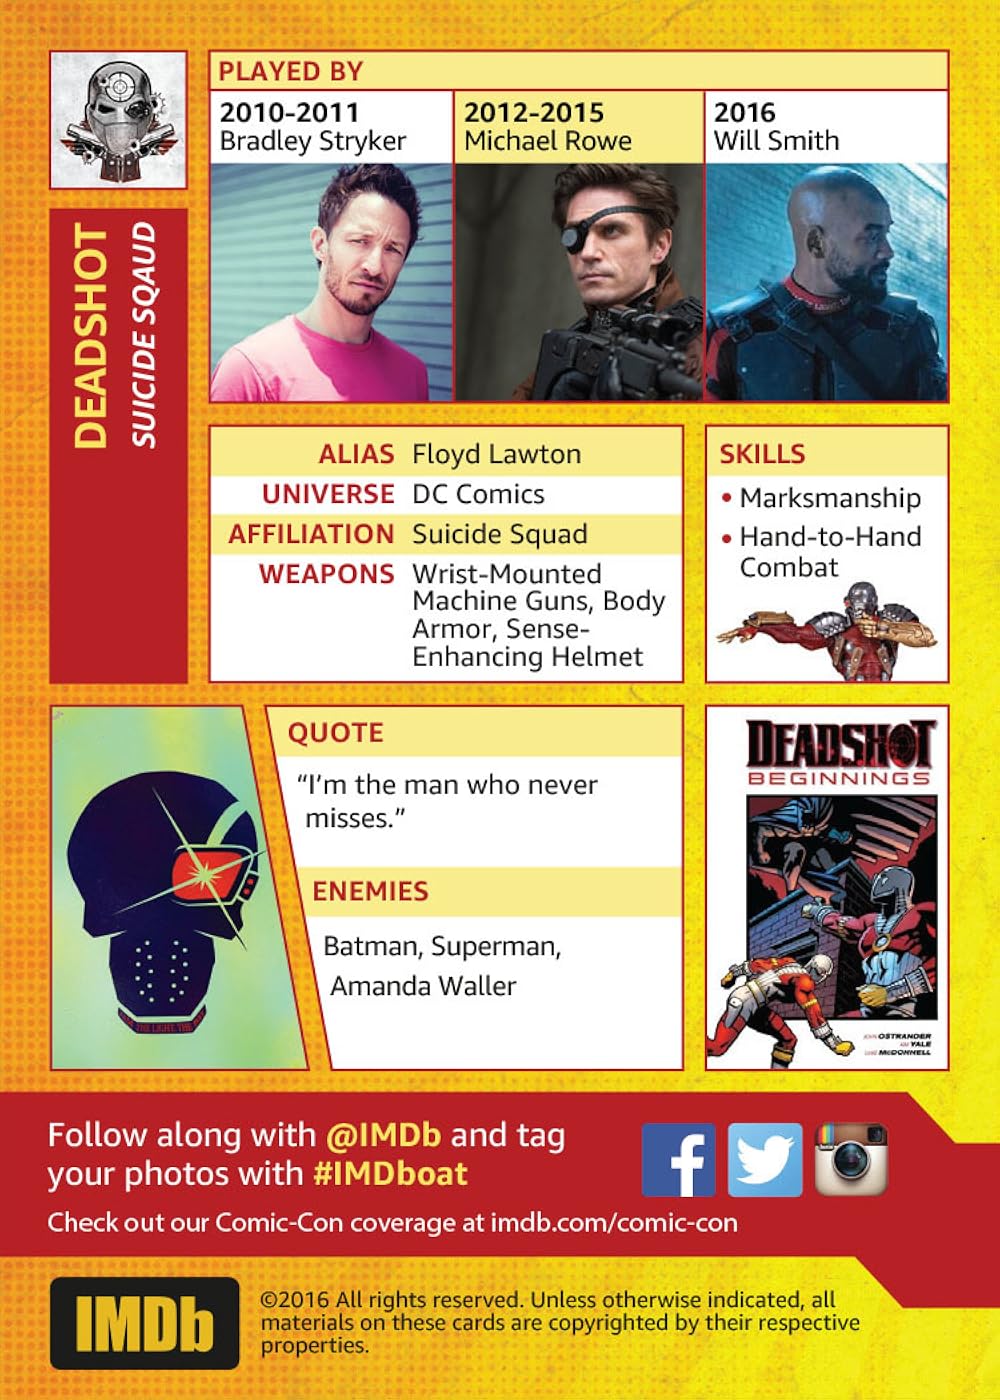 PLAYED BY
2010-2011
Bradley Stryker
2012-2015
Michael Rowe
2016
Will Smith
DEADSHOT
SUICIDE SQAUD
ALIAS Floyd Lawton
UNIVERSE DC Comics
AFFILIATION Suicide Squad
WEAPONS Wrist-Mounted
Machine Guns, Body
Armor, Sense-
Enhancing Helmet
SKILLS
• Marksmanship
• Hand-to-Hand
Combat
QUOTE
“I’m the man who never
misses.”
ENEMIES
Batman, Superman,
Amanda Waller
DEADSHOT
BEGINNINGS
JOHN OSTRANDER
KIM YALE
LUKE McDONNELL
Follow along with @IMDb and tag
your photos with #IMDboat
Check out our Comic-Con coverage at imdb.com/comic-con
IMDb
©2016 All rights reserved. Unless otherwise indicated, all
materials on these cards are copyrighted by their respective
properties.